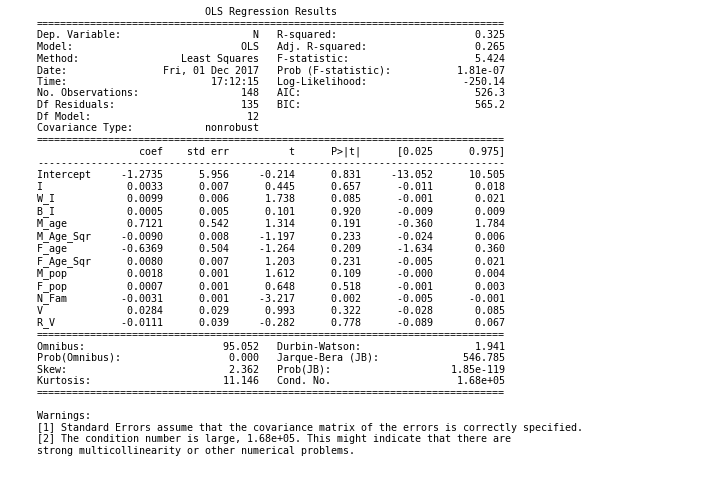 OLS Regression Results
==============================================================================
Dep. Variable:                      N   R-squared:                       0.325
Model:                            OLS   Adj. R-squared:                  0.265
Method:                 Least Squares   F-statistic:                     5.424
Date:                Fri, 01 Dec 2017   Prob (F-statistic):           1.81e-07
Time:                        17:12:15   Log-Likelihood:                -250.14
No. Observations:                 148   AIC:                             526.3
Df Residuals:                     135   BIC:                             565.2
Df Model:                          12
Covariance Type:            nonrobust
==============================================================================
                 coef    std err          t      P>|t|      [0.025      0.975]
------------------------------------------------------------------------------
Intercept     -1.2735      5.956     -0.214      0.831     -13.052      10.505
I              0.0033      0.007      0.445      0.657      -0.011       0.018
W_I            0.0099      0.006      1.738      0.085      -0.001       0.021
B_I            0.0005      0.005      0.101      0.920      -0.009       0.009
M_age          0.7121      0.542      1.314      0.191      -0.360       1.784
M_Age_Sqr     -0.0090      0.008     -1.197      0.233      -0.024       0.006
F_age         -0.6369      0.504     -1.264      0.209      -1.634       0.360
F_Age_Sqr      0.0080      0.007      1.203      0.231      -0.005       0.021
M_pop          0.0018      0.001      1.612      0.109      -0.000       0.004
F_pop          0.0007      0.001      0.648      0.518      -0.001       0.003
N_Fam         -0.0031      0.001     -3.217      0.002      -0.005      -0.001
V              0.0284      0.029      0.993      0.322      -0.028       0.085
R_V           -0.0111      0.039     -0.282      0.778      -0.089       0.067
==============================================================================
Omnibus:                       95.052   Durbin-Watson:                   1.941
Prob(Omnibus):                  0.000   Jarque-Bera (JB):              546.785
Skew:                           2.362   Prob(JB):                    1.85e-119
Kurtosis:                      11.146   Cond. No.                     1.68e+05
==============================================================================
Warnings:
[1] Standard Errors assume that the covariance matrix of the errors is correctly specified.
[2] The condition number is large, 1.68e+05. This might indicate that there are
strong multicollinearity or other numerical problems.